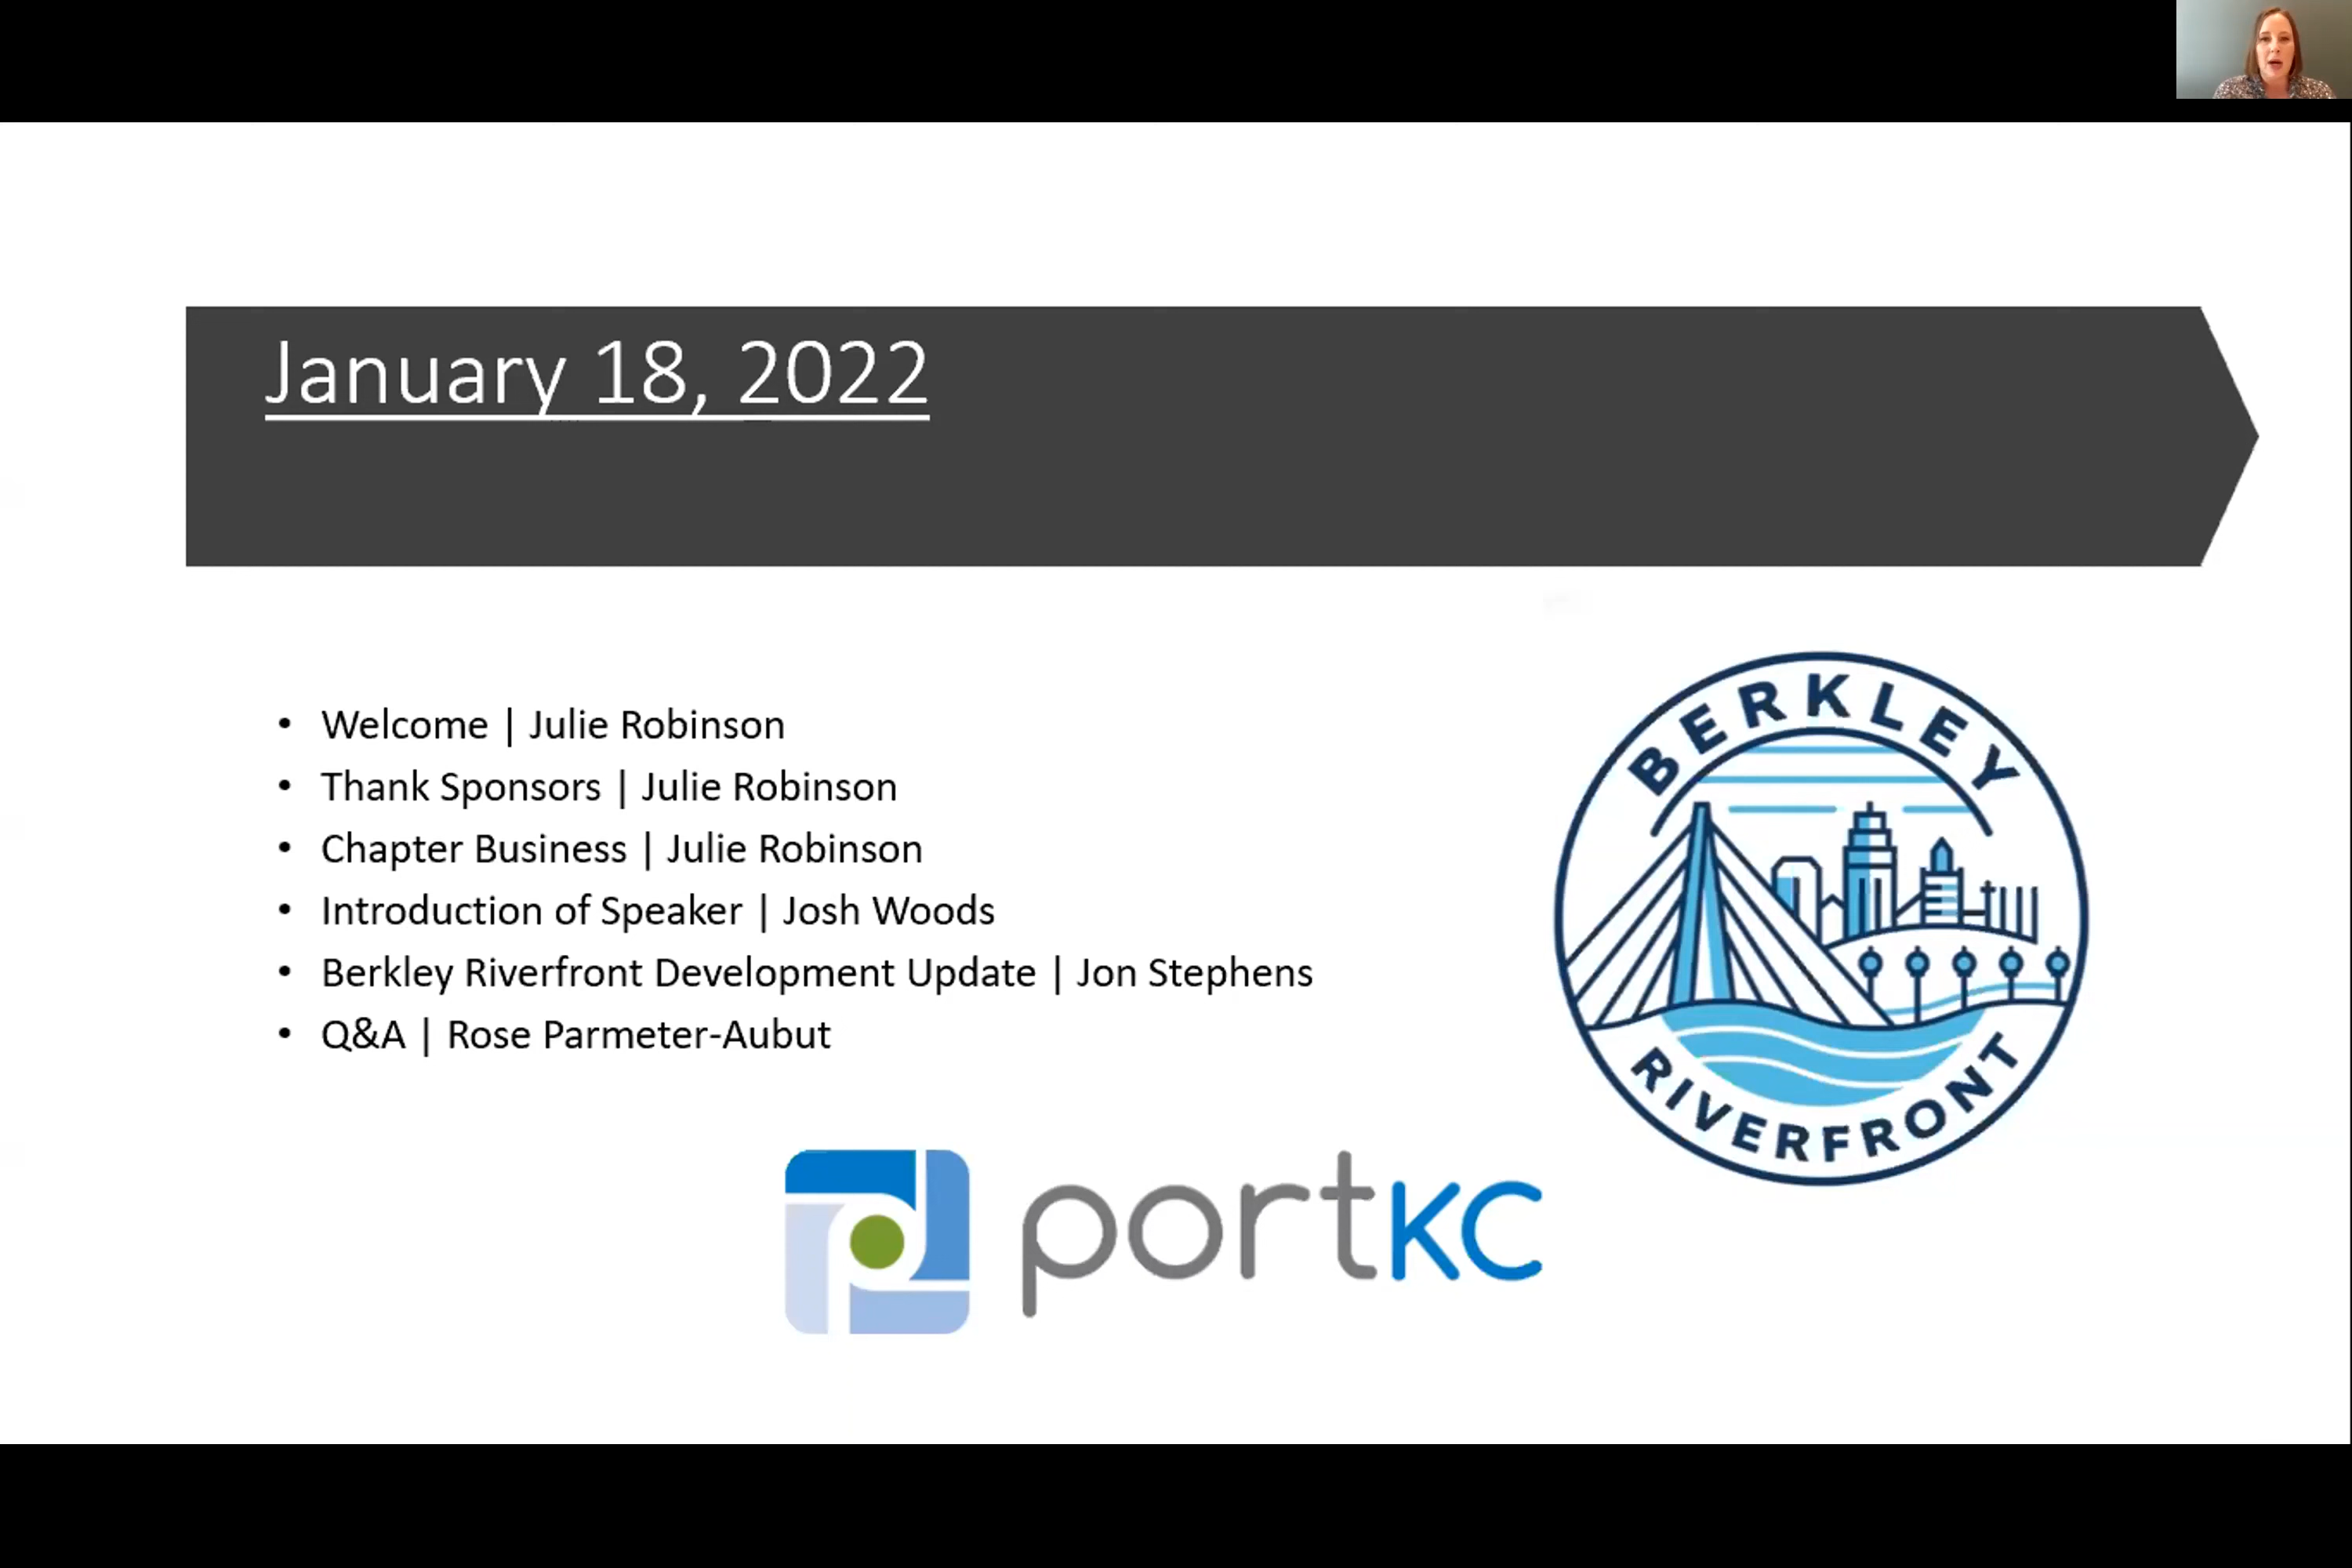 January 18, 2022
• Welcome | Julie Robinson
• Thank Sponsors | Julie Robinson
• Chapter Business | Julie Robinson
• Introduction of Speaker | Josh Woods
• Berkley Riverfront Development Update | Jon Stephens
• Q&A | Rose Parmeter-Aubut
BERKLEY
RIVERFRONT
portKC